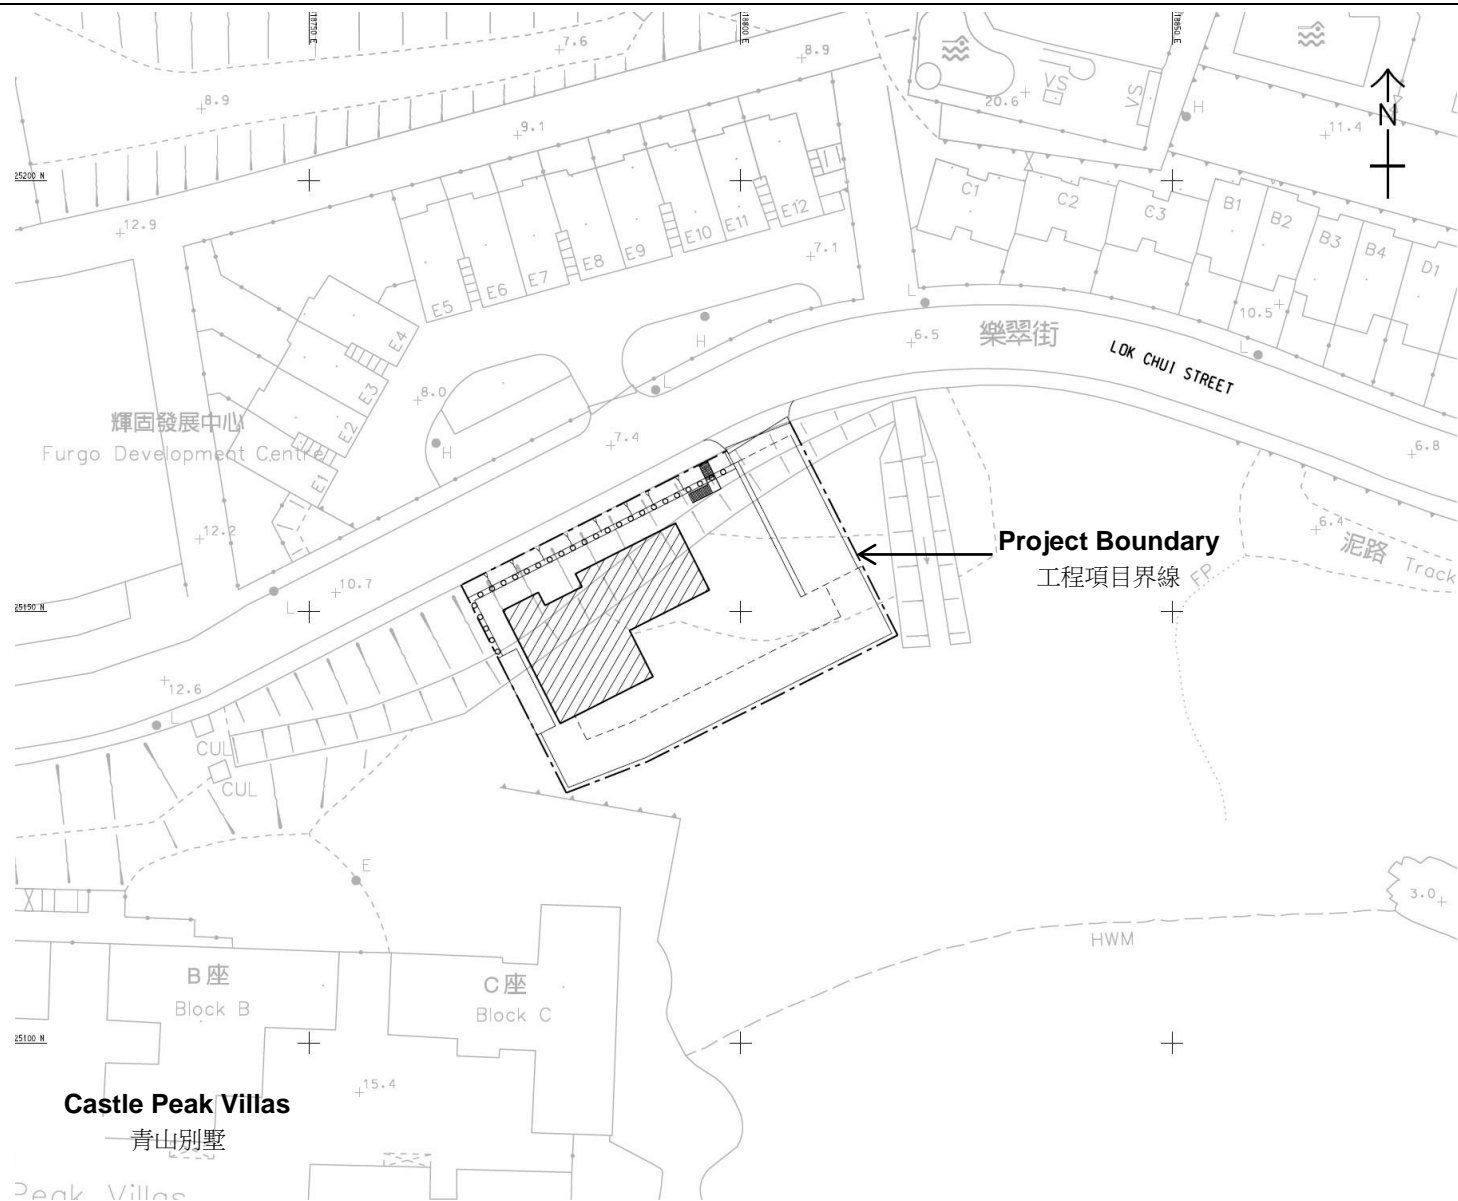 18750 E
18800 E
18850 E
7.6
8.9
8.9
9.1
VS
VS
20.6
H
11.4
N
25200 N
12.9
C1
C2
C3
B1
B2
B3
B4
D1
E12
E11
E10
E9
E8
E7
E6
E5
7.1
L
10.5
E4
E3
E2
E1
H
L
6.5
樂翠街
LOK CHUI STREET
L
8.0
輝固發展中心
Furgo Development Centre
H
7.4
6.8
12.2
Project Boundary
工程項目界線
6.4
泥路
Track
FP
10.7
L
25150 N
12.6
L
CUL
CUL
E
3.0
HWM
B座
Block B
C座
Block C
25100 N
15.4
Castle Peak Villas
青山別墅
Peak Villas